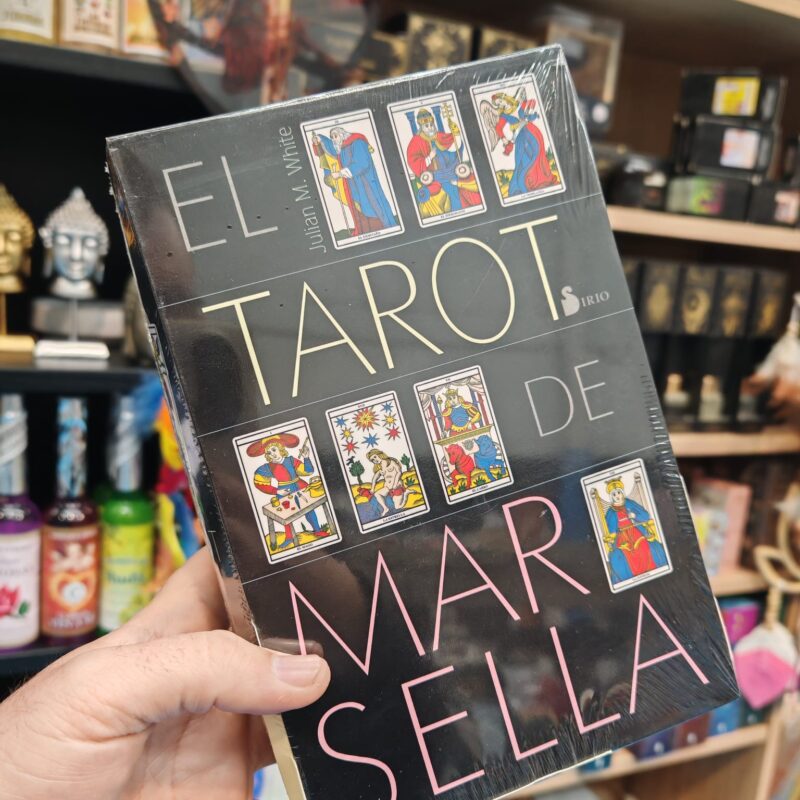 EL
Julian M. White
TAROT
SIRIO
DE
MAR
SELLA